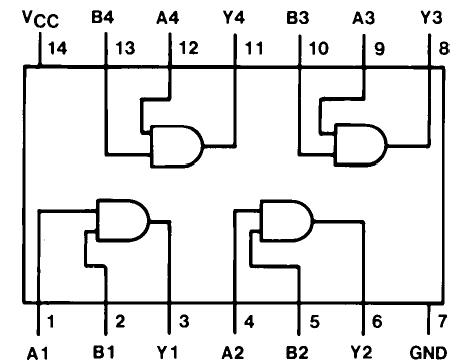 VCC B4 A4 Y4 B3 A3 Y3
14 13 12 11 10 9 8
1 2 3 4 5 6 7
A1 B1 Y1 A2 B2 Y2 GND